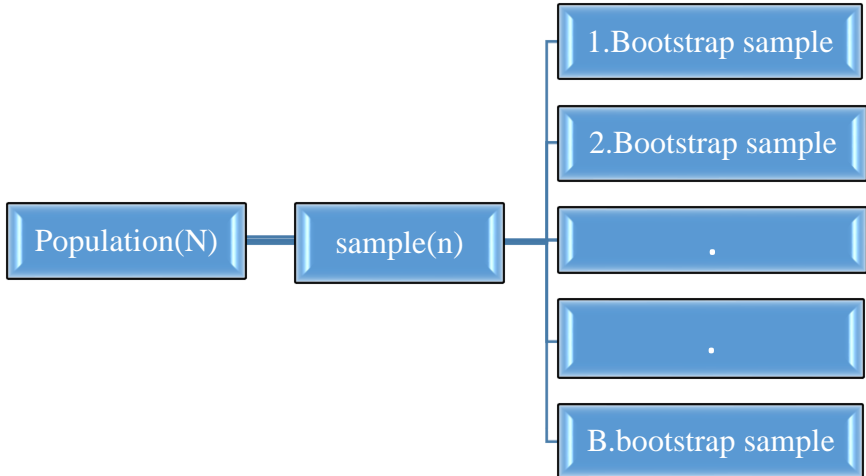 1.Bootstrap sample
2.Bootstrap sample
Population(N)
sample(n)
.
.
B.bootstrap sample